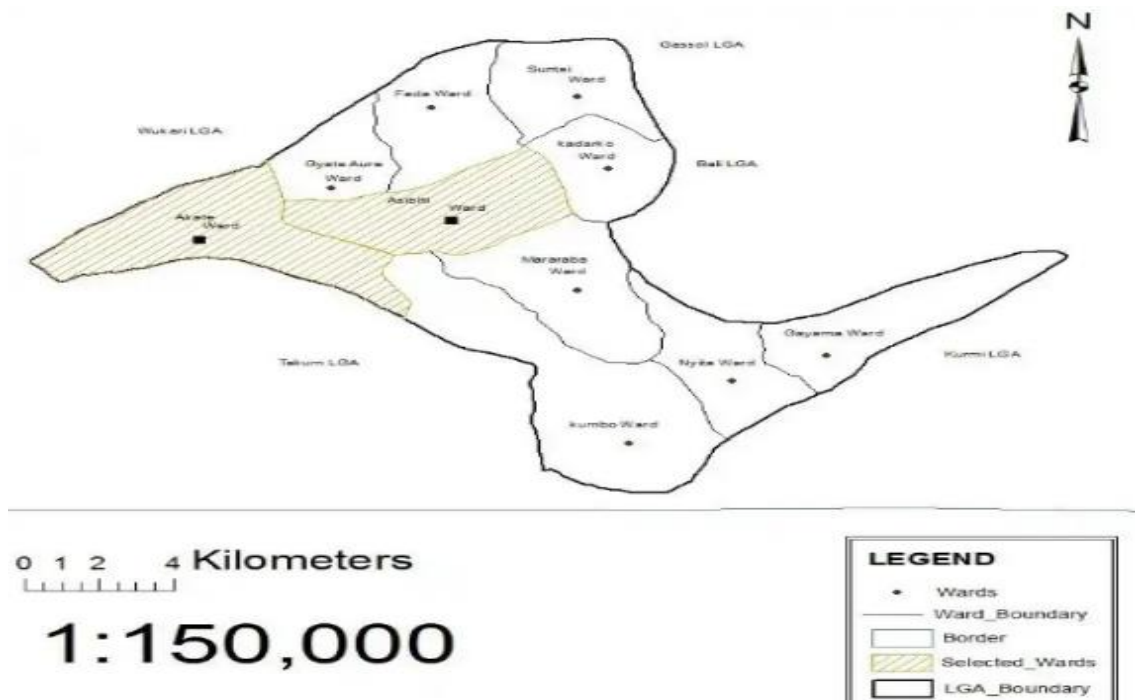 N
Gassol LGA
Suntai
Ward
Fada Ward
Wukari LGA
kadarko
Ward
Bali LGA
Gyata Aure
Ward
Asibiti
Ward
Akate
Ward
Mararaba
Ward
Takum LGA
Gayama Ward
Nyita Ward
Kurmi LGA
kumbo Ward
0 1 2 4 Kilometers
1:150,000
LEGEND
Wards
Ward_Boundary
Border
Selected_Wards
LGA_Boundary